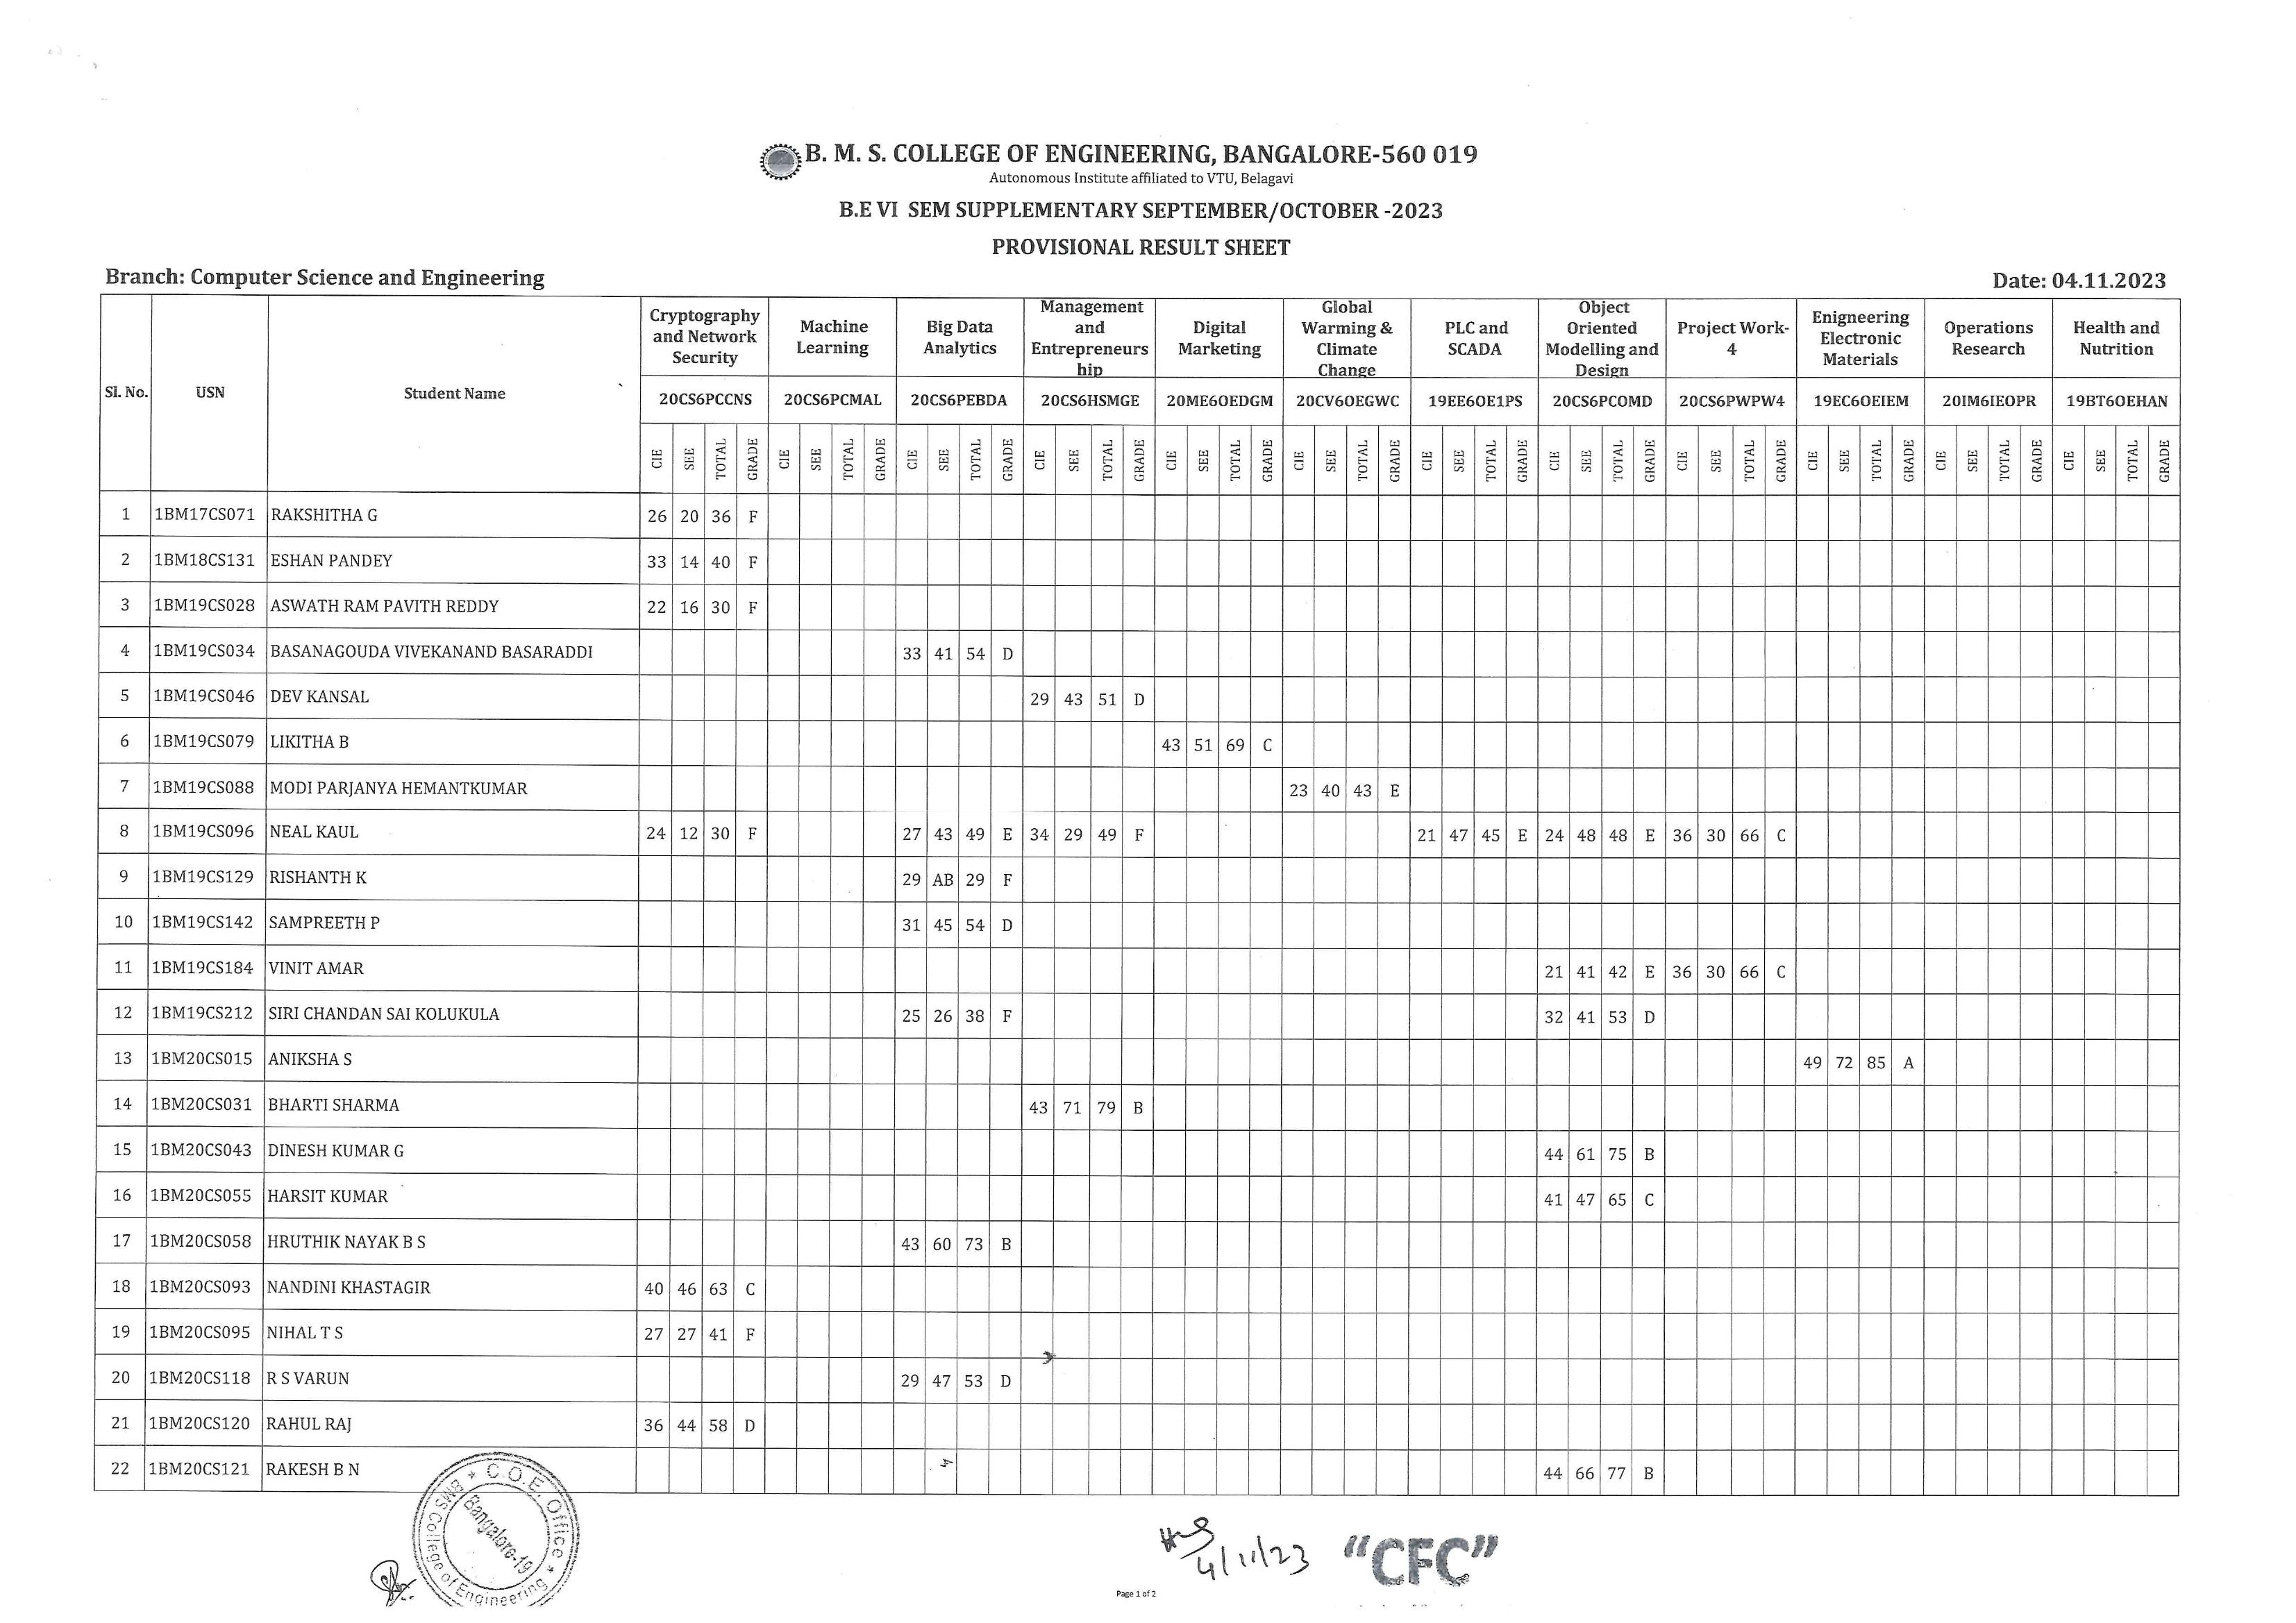 B. M. S. COLLEGE OF ENGINEERING, BANGALORE-560 019
Autonomous Institute affiliated to VTU, Belagavi
B.E VI SEM SUPPLEMENTARY SEPTEMBER/OCTOBER -2023
PROVISIONAL RESULT SHEET
Branch: Computer Science and Engineering Date: 04.11.2023
Sl. No. USN Student Name
Cryptography and Network Security
Machine Learning
Big Data Analytics
Management and Entrepreneurs hip
Digital Marketing
Global Warming & Climate Change
PLC and SCADA
Object Oriented Modelling and Design
Project Work- 4
Enigneering Electronic Materials
Operations Research
Health and Nutrition
20CS6PCCNS 20CS6PCMAL 20CS6PEBDA 20CS6HSMGE 20ME6OEDGM 20CV6OEGWC 19EE6OE1PS 20CS6PCOMD 20CS6PWPW4 19EC6OEIEM 20IM6IEOPR 19BT6OEHAN
CIE SEE TOTAL GRADE CIE SEE TOTAL GRADE CIE SEE TOTAL GRADE CIE SEE TOTAL GRADE CIE SEE TOTAL GRADE CIE SEE TOTAL GRADE CIE SEE TOTAL GRADE CIE SEE TOTAL GRADE CIE SEE TOTAL GRADE CIE SEE TOTAL GRADE CIE SEE TOTAL GRADE CIE SEE TOTAL GRADE
1 1BM17CS071 RAKSHITHA G 26 20 36 F
2 1BM18CS131 ESHAN PANDEY 33 14 40 F
3 1BM19CS028 ASWATH RAM PAVITH REDDY 22 16 30 F
4 1BM19CS034 BASANAGOUDA VIVEKANAND BASARADDI 33 41 54 D
5 1BM19CS046 DEV KANSAL 29 43 51 D
6 1BM19CS079 LIKITHA B 43 51 69 C
7 1BM19CS088 MODI PARJANYA HEMANTKUMAR 23 40 43 E
8 1BM19CS096 NEAL KAUL 24 12 30 F 27 43 49 E 34 29 49 F 21 47 45 E 24 48 48 E 36 30 66 C
9 1BM19CS129 RISHANTH K 29 AB 29 F
10 1BM19CS142 SAMPREETH P 31 45 54 D
11 1BM19CS184 VINIT AMAR 21 41 42 E 36 30 66 C
12 1BM19CS212 SIRI CHANDAN SAI KOLUKULA 25 26 38 F 32 41 53 D
13 1BM20CS015 ANIKSHA S 49 72 85 A
14 1BM20CS031 BHARTI SHARMA 43 71 79 B
15 1BM20CS043 DINESH KUMAR G 44 61 75 B
16 1BM20CS055 HARSIT KUMAR 41 47 65 C
17 1BM20CS058 HRUTHIK NAYAK B S 43 60 73 B
18 1BM20CS093 NANDINI KHASTAGIR 40 46 63 C
19 1BM20CS095 NIHAL T S 27 27 41 F
20 1BM20CS118 R S VARUN 29 47 53 D
21 1BM20CS120 RAHUL RAJ 36 44 58 D
22 1BM20CS121 RAKESH B N 44 66 77 B
C.O.E. Office
BMS College of Engineering
Bangalore-19
4/11/23
"CFC"
Page 1 of 2